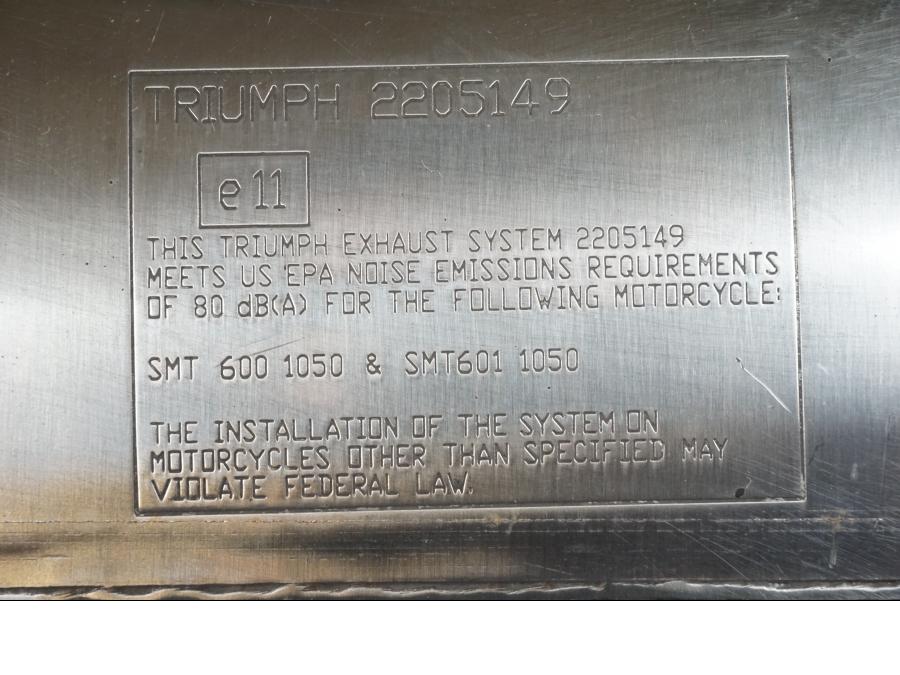 TRIUMPH 2205149
e 11
THIS TRIUMPH EXHAUST SYSTEM 2205149
MEETS US EPA NOISE EMISSIONS REQUIREMENTS
OF 80 dB(A) FOR THE FOLLOWING MOTORCYCLE:
SMT 600 1050 & SMT601 1050
THE INSTALLATION OF THE SYSTEM ON
MOTORCYCLES OTHER THAN SPECIFIED MAY
VIOLATE FEDERAL LAW.